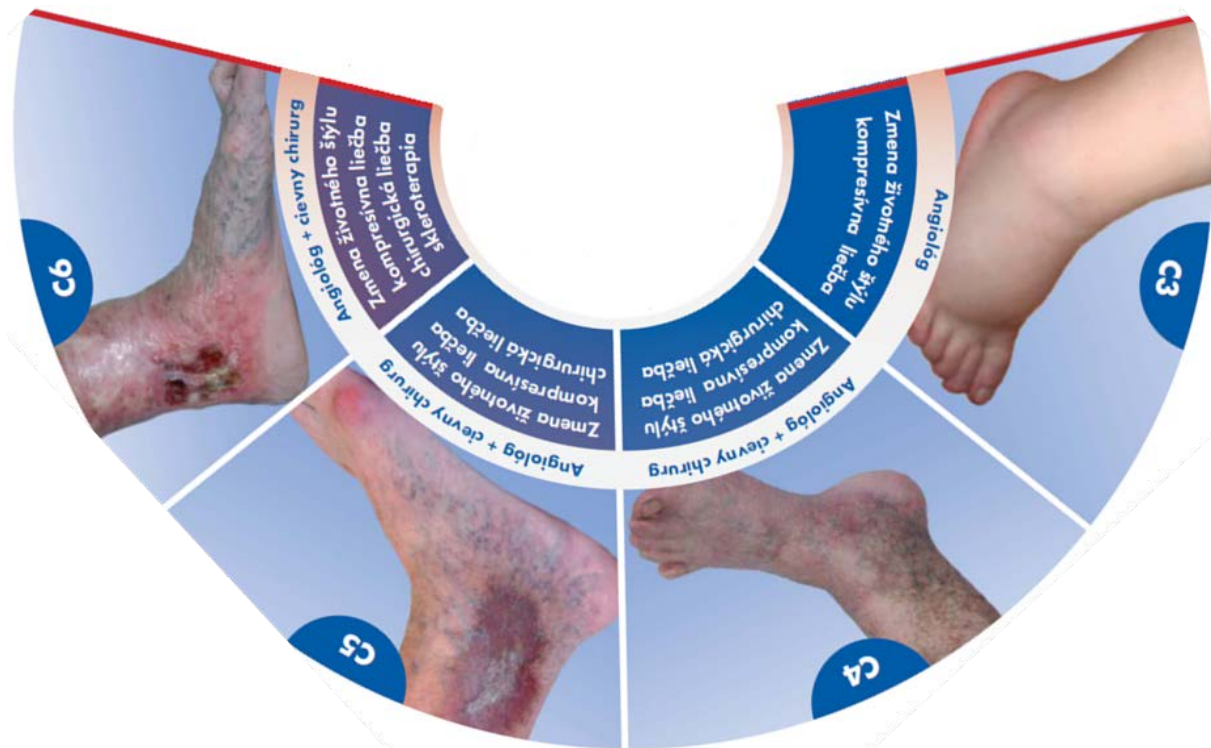 C3
Angiológ
Zmena životného štýlu
kompresívna liečba
C4
Angiológ + cievny chirurg
Zmena životného štýlu
kompresívna liečba
chirurgická liečba
C5
Angiológ + cievny chirurg
Zmena životného štýlu
kompresívna liečba
chirurgická liečba
C6
Angiológ + cievny chirurg
Zmena životného štýlu
kompresívna liečba
chirurgická liečba
skleroterapia